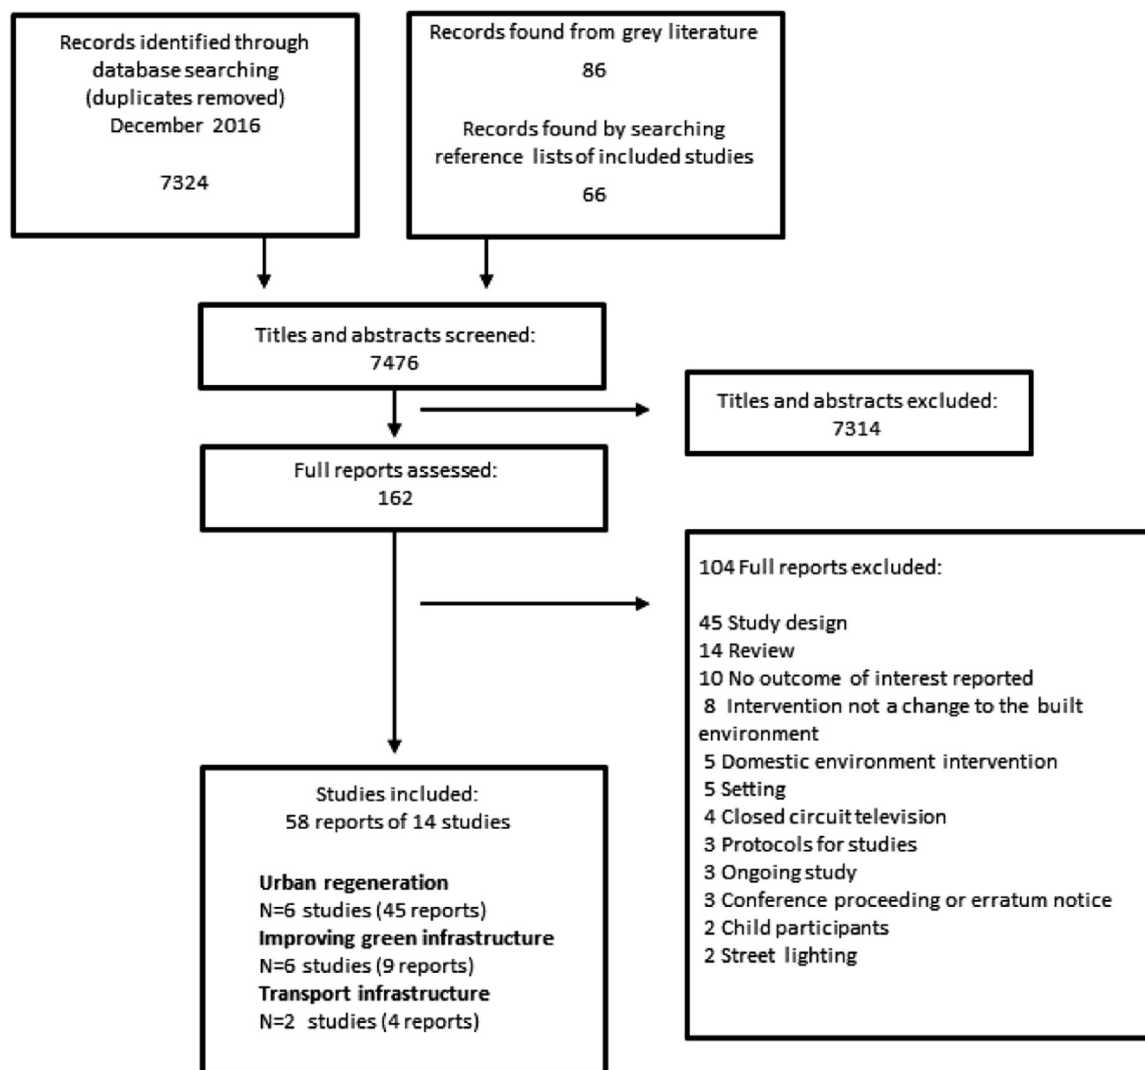 Records identified through
database searching
(duplicates removed)
December 2016
7324
Records found from grey literature
86
Records found by searching
reference lists of included studies
66
Titles and abstracts screened:
7476
Titles and abstracts excluded:
7314
Full reports assessed:
162
104 Full reports excluded:
45 Study design
14 Review
10 No outcome of interest reported
8 Intervention not a change to the built
environment
5 Domestic environment intervention
5 Setting
4 Closed circuit television
3 Protocols for studies
3 Ongoing study
3 Conference proceeding or erratum notice
2 Child participants
2 Street lighting
Studies included:
58 reports of 14 studies
Urban regeneration
N=6 studies (45 reports)
Improving green infrastructure
N=6 studies (9 reports)
Transport infrastructure
N=2 studies (4 reports)